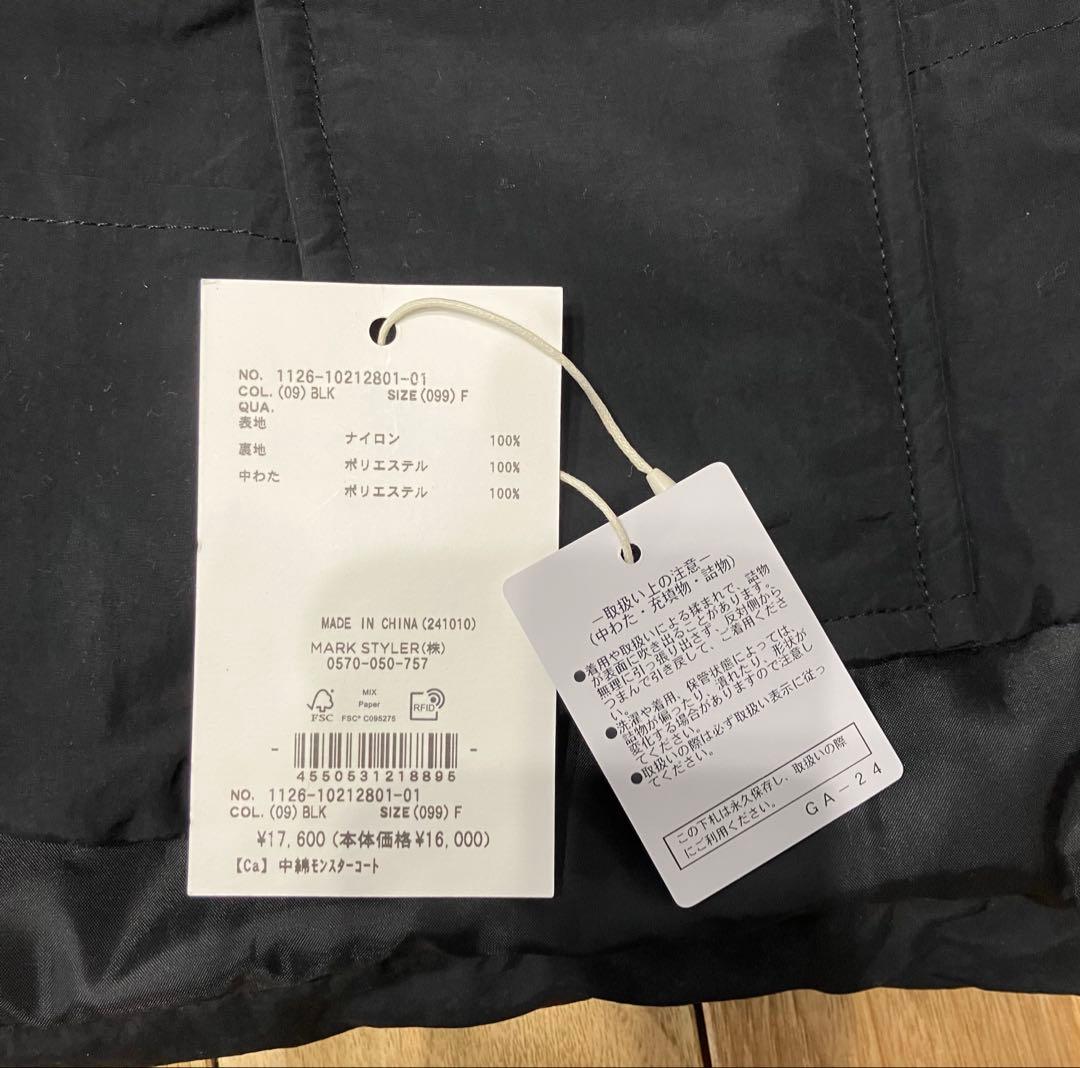 NO. 1126-10212801-01
COL. (09) BLK SIZE (099) F
QUA.
表地
ナイロン 100%
裏地
ポリエステル 100%
中わた
ポリエステル 100%
MADE IN CHINA (241010)
MARK STYLER(株)
0570-050-757
FSC
MIX
Paper
FSC® C095275
RFID
4550531218895
NO. 1126-10212801-01
COL. (09) BLK SIZE (099) F
¥17,600 (本体価格¥16,000)
【Ca】 中綿モンスターコート
―取扱い上の注意―
(中わた・充填物・詰物)
●着用や取扱いによる揉まれで、詰物
が表面に吹き出ることがあります。
無理に引っ張り出さず、反対側から
つまんで引き戻して、ご着用くださ
い。
●洗濯や着用、保管状態によっては、
詰物が偏ったり、潰れたり、形状が
変化する場合がありますので注意し
てください。
●取扱いの際は必ず取扱い表示に従っ
てください。
この下札は永久保存し、取扱いの際
にご利用ください。
GA-24